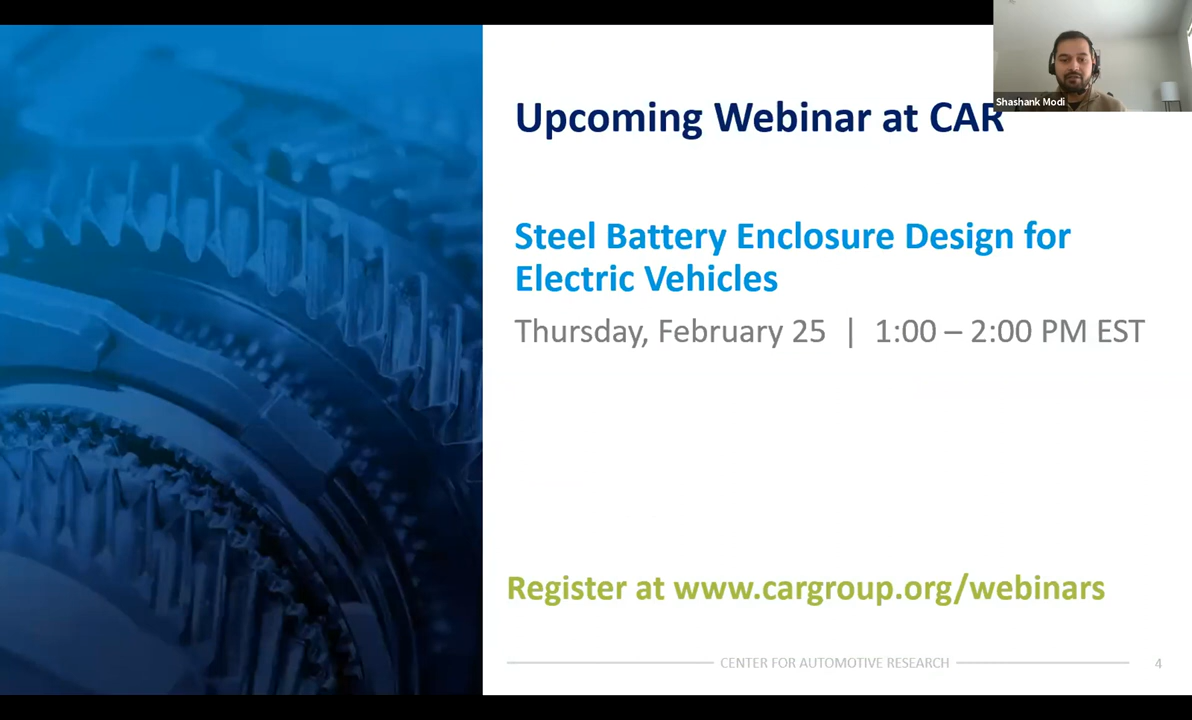 Shashank Modi
Upcoming Webinar at CAR
Steel Battery Enclosure Design for
Electric Vehicles
Thursday, February 25 | 1:00 – 2:00 PM EST
Register at www.cargroup.org/webinars
CENTER FOR AUTOMOTIVE RESEARCH
4